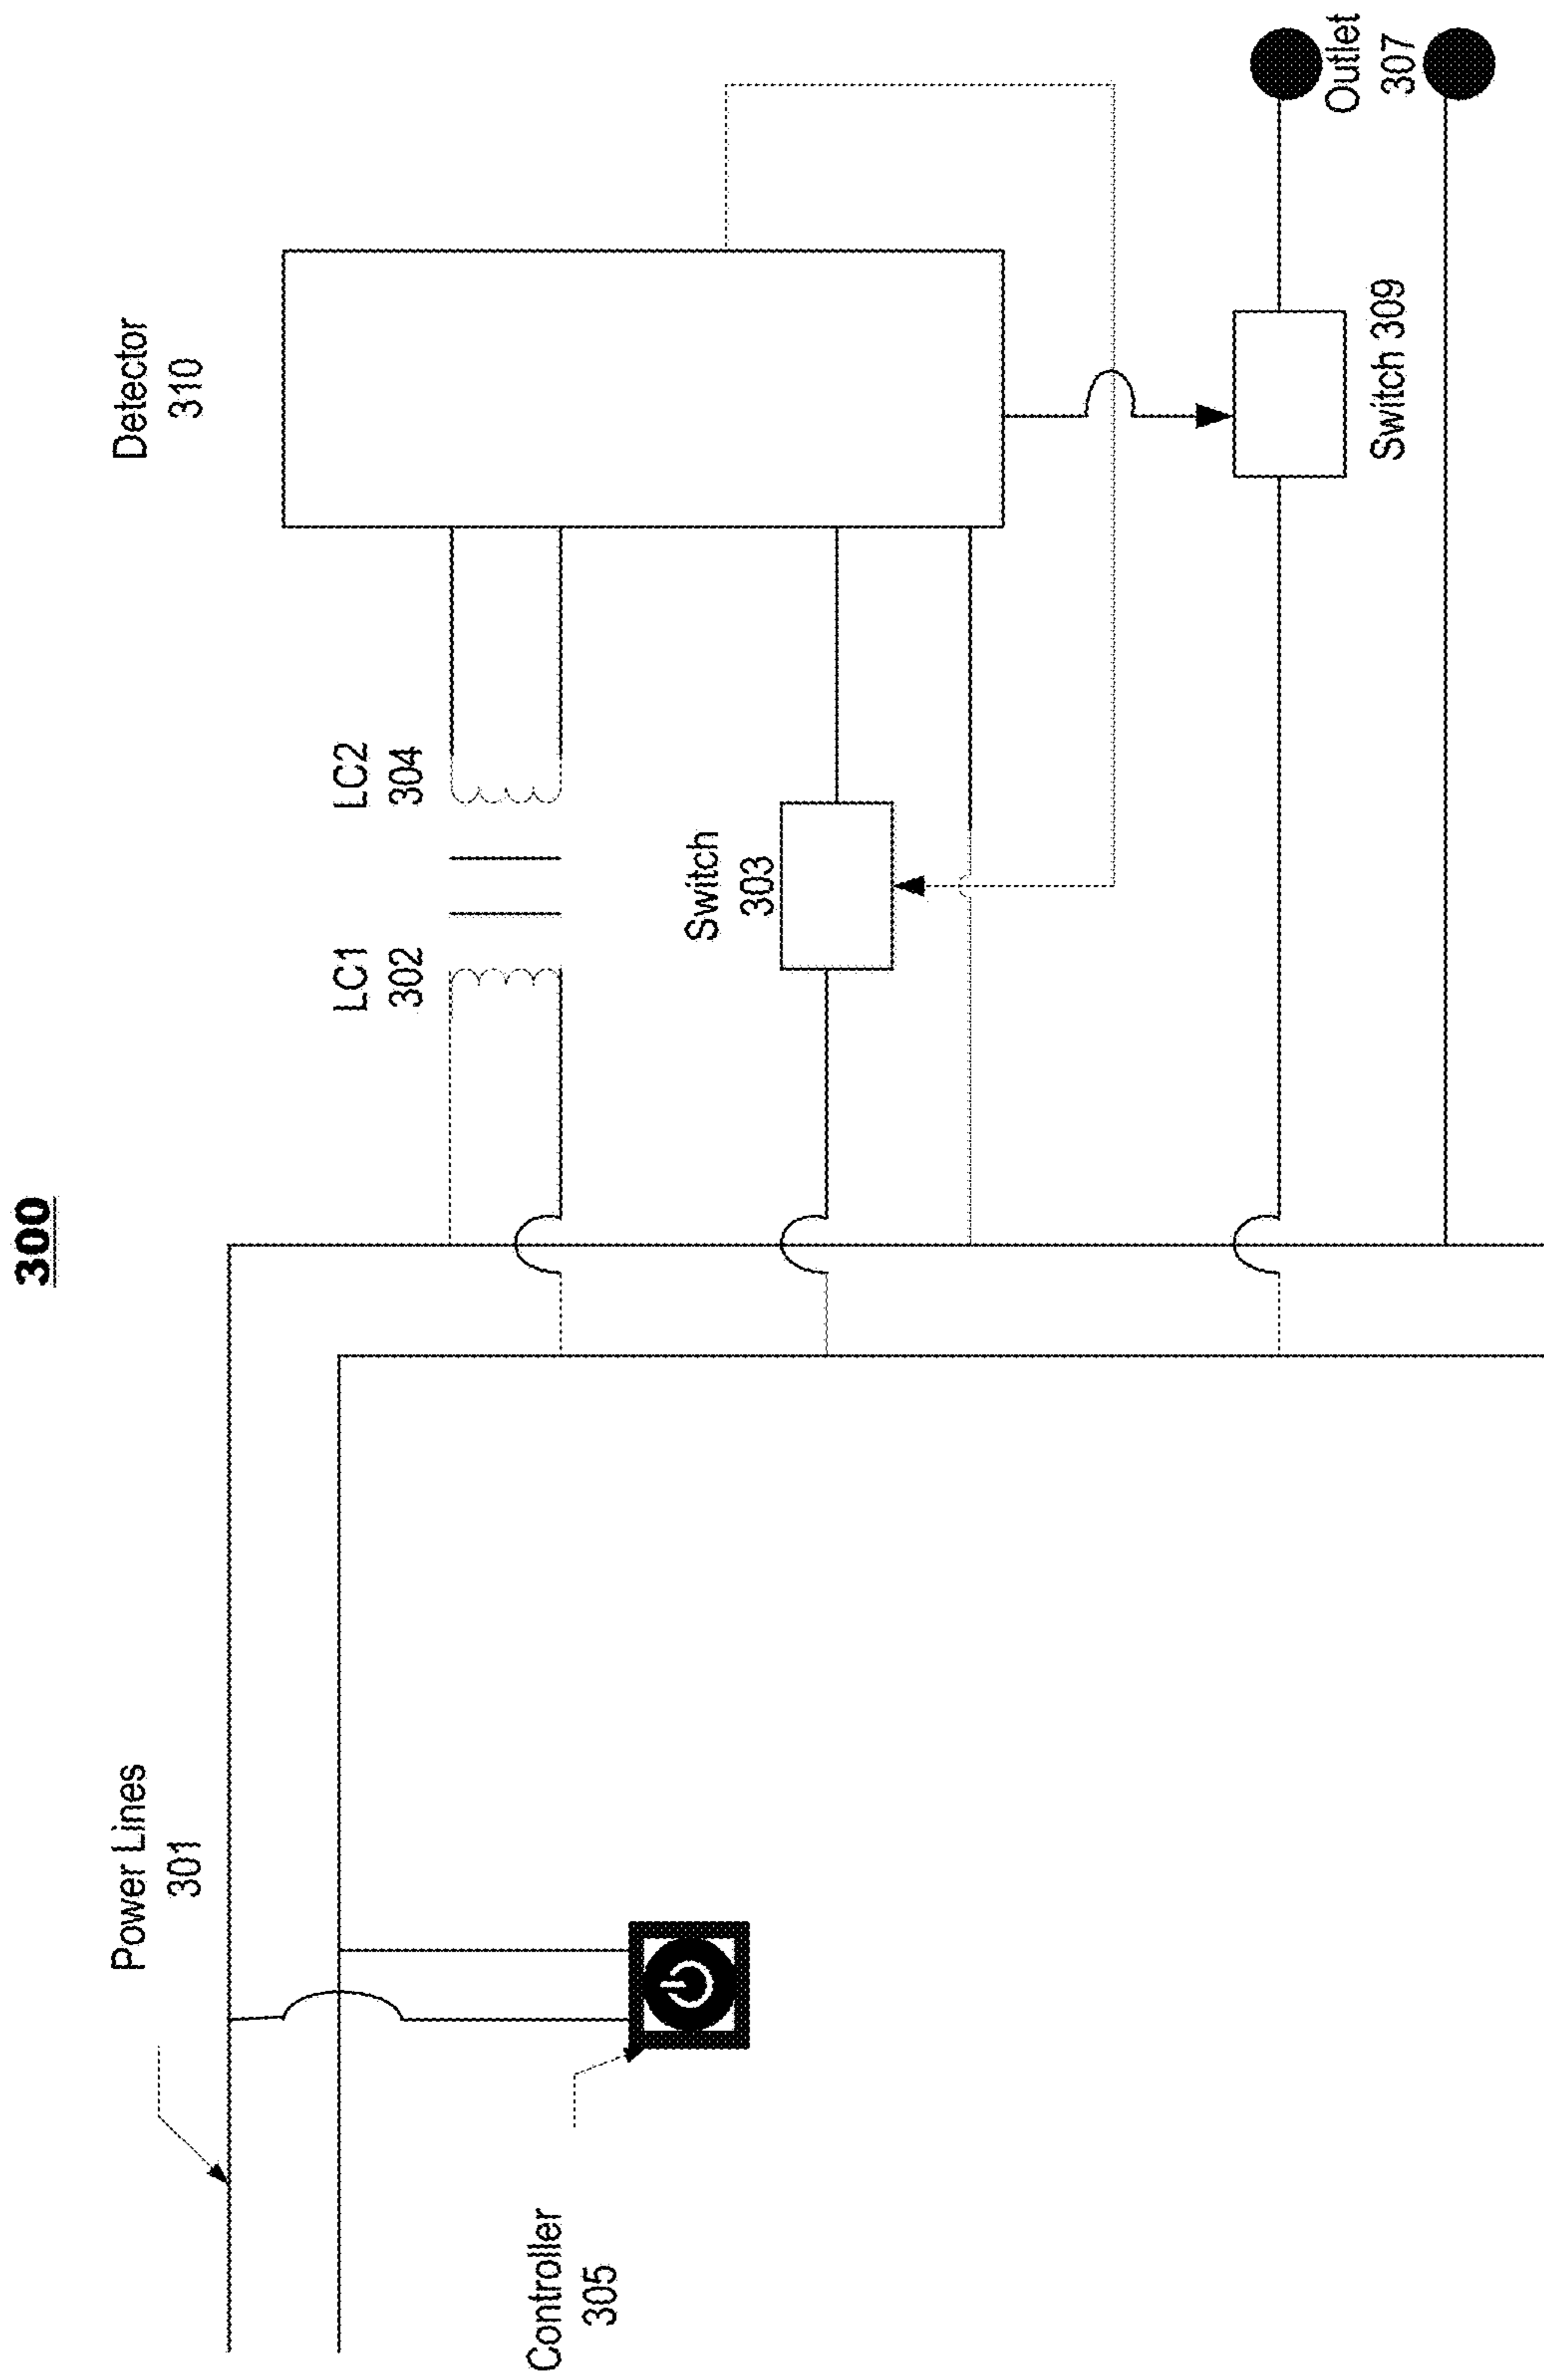 300
Power Lines
301
Controller
305
LC1
302
LC2
304
Switch
303
Detector
310
Switch 309
Outlet
307